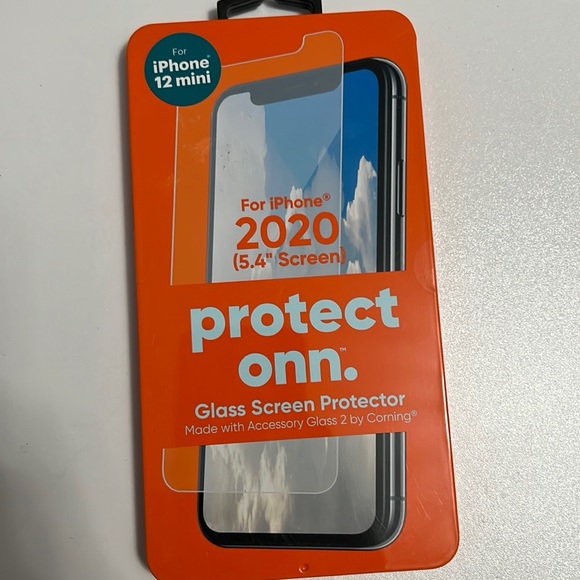 For
iPhone®
12 mini
For iPhone®
2020
(5.4" Screen)
protect
onn.™
Glass Screen Protector
Made with Accessory Glass 2 by Corning®